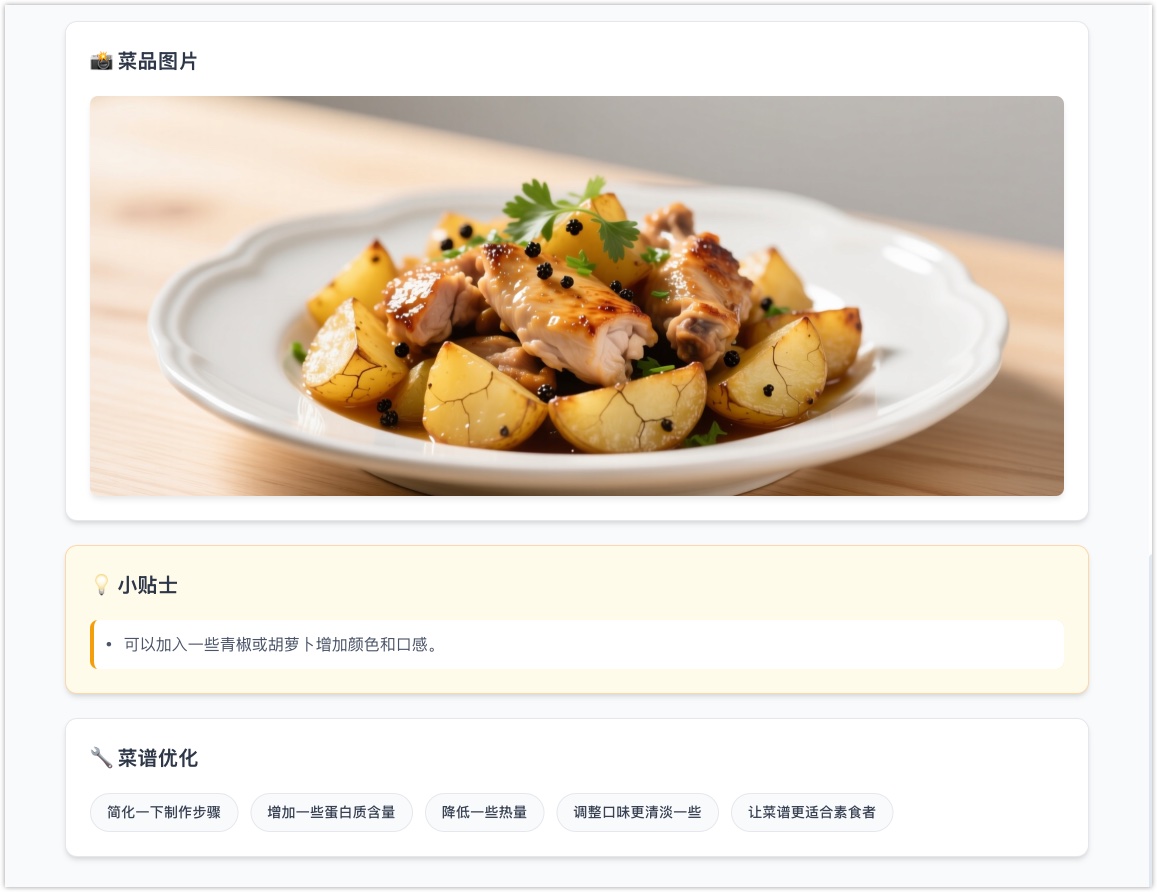 📸 菜品图片
💡 小贴士
• 可以加入一些青椒或胡萝卜增加颜色和口感。
🔧 菜谱优化
简化一下制作步骤 增加一些蛋白质含量 降低一些热量 调整口味更清淡一些 让菜谱更适合素食者